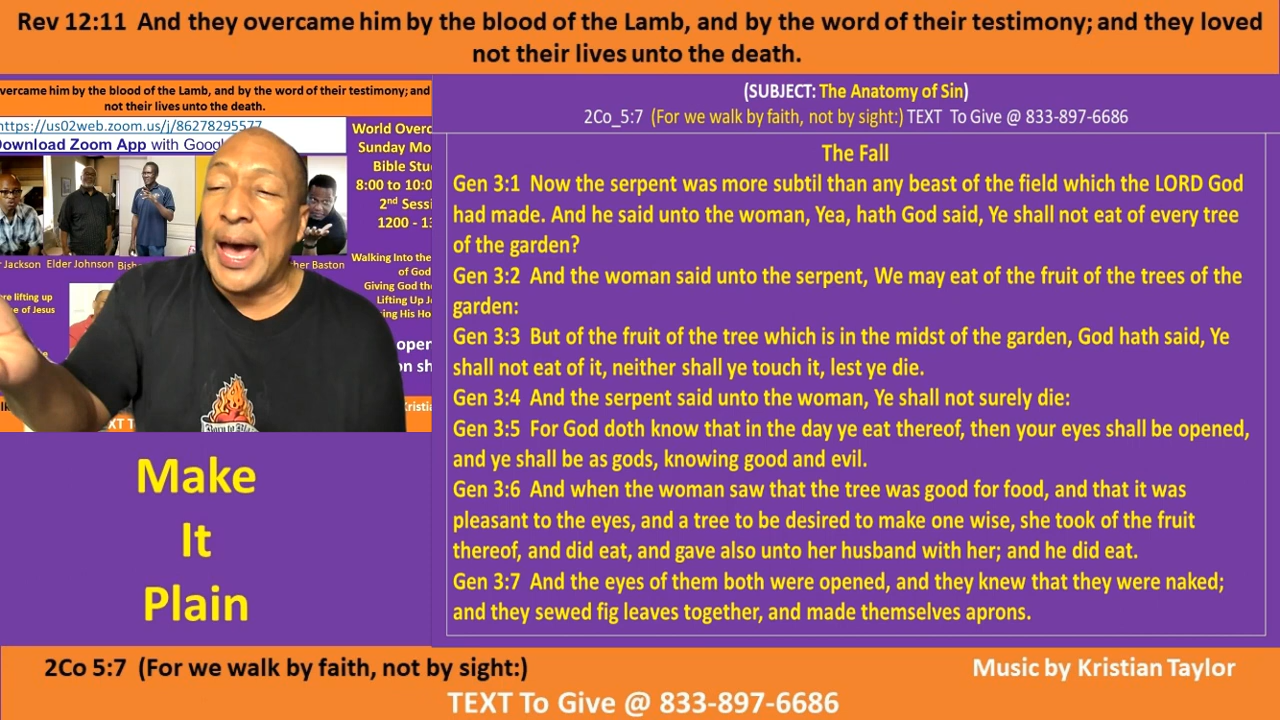 Rev 12:11 And they overcame him by the blood of the Lamb, and by the word of their testimony; and they loved
not their lives unto the death.
vercame him by the blood of the Lamb, and by the word of their testimony; and
not their lives unto the death.
https://us02web.zoom.us/j/86278295577
Download Zoom App with Goog
World Overc
Sunday Mo
Bible Stu
8:00 to 10:0
2nd Sessi
1200 - 13
Jackson Elder Johnson Bish her Baston
Walking Into the
of God
Giving God the
Lifting Up J
ing His Ho
re lifting up
e of Jesus
open
on sh
Kristia
XT T
(SUBJECT: The Anatomy of Sin)
2Co_5:7 (For we walk by faith, not by sight:) TEXT To Give @ 833-897-6686
The Fall
Gen 3:1 Now the serpent was more subtil than any beast of the field which the LORD God
had made. And he said unto the woman, Yea, hath God said, Ye shall not eat of every tree
of the garden?
Gen 3:2 And the woman said unto the serpent, We may eat of the fruit of the trees of the
garden:
Gen 3:3 But of the fruit of the tree which is in the midst of the garden, God hath said, Ye
shall not eat of it, neither shall ye touch it, lest ye die.
Gen 3:4 And the serpent said unto the woman, Ye shall not surely die:
Gen 3:5 For God doth know that in the day ye eat thereof, then your eyes shall be opened,
and ye shall be as gods, knowing good and evil.
Gen 3:6 And when the woman saw that the tree was good for food, and that it was
pleasant to the eyes, and a tree to be desired to make one wise, she took of the fruit
thereof, and did eat, and gave also unto her husband with her; and he did eat.
Gen 3:7 And the eyes of them both were opened, and they knew that they were naked;
and they sewed fig leaves together, and made themselves aprons.
Make
It
Plain
2Co 5:7 (For we walk by faith, not by sight:)
Music by Kristian Taylor
TEXT To Give @ 833-897-6686